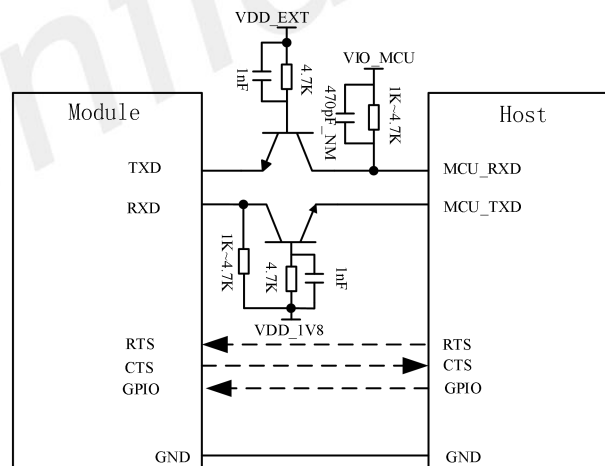 VDD_EXT
1nF
4.7K
VIO_MCU
470pF_NM
1K~4.7K
Module
Host
TXD
MCU_RXD
RXD
MCU_TXD
1K~4.7K
4.7K
1nF
VDD_1V8
RTS
RTS
CTS
CTS
GPIO
GPIO
GND
GND